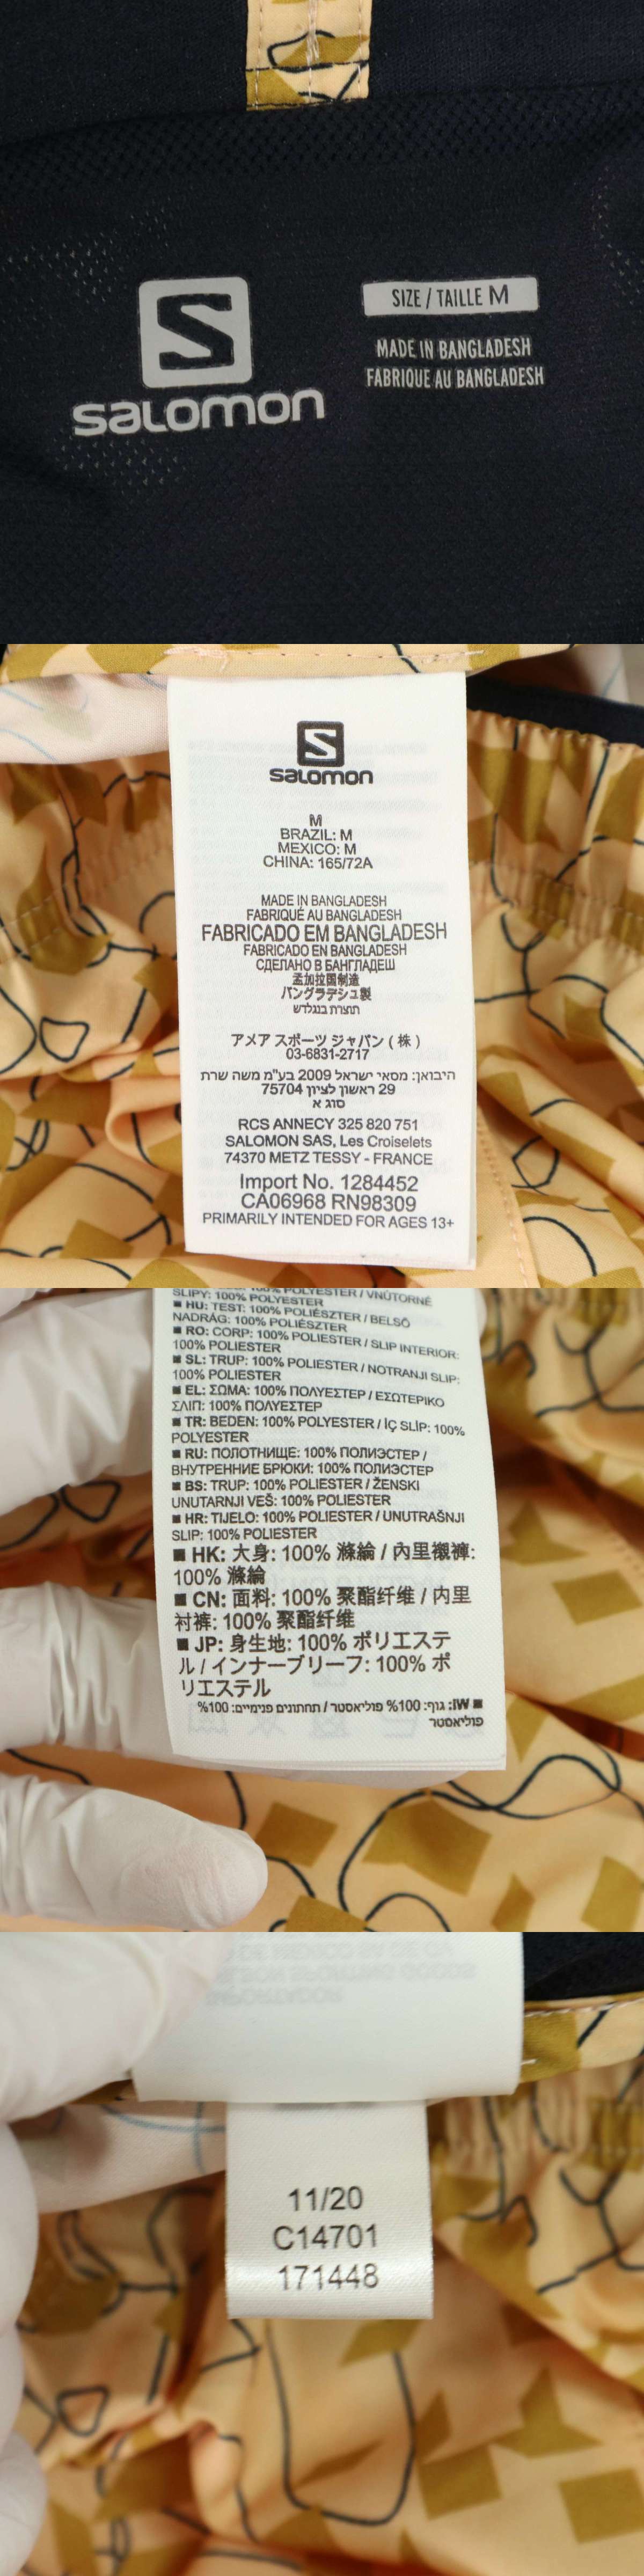 S
SALOMON
SIZE / TAILLE M
MADE IN BANGLADESH
FABRIQUE AU BANGLADESH
S
SALOMON
M
BRAZIL: M
MEXICO: M
CHINA: 165/72A
MADE IN BANGLADESH
FABRIQUÉ AU BANGLADESH
FABRICADO EM BANGLADESH
FABRICADO EN BANGLADESH
СДЕЛАНО В БАНГЛАДЕШ
孟加拉国制造
バングラデシュ製
תוצרת בנגלדש
アメア スポーツ ジャパン ( 株 )
03-6831-2717
היבואן: מסאי ישראל 2009 בע"מ משה שרת
29 ראשון לציון 75704
סוג א
RCS ANNECY 325 820 751
SALOMON SAS, Les Croiselets
74370 METZ TESSY - FRANCE
Import No. 1284452
CA06968 RN98309
PRIMARILY INTENDED FOR AGES 13+
POLYESTER / VNÚTORNÉ
SLIPY: 100% POLYESTER
■ HU: TEST: 100% POLIÉSZTER / BELSŐ
NADRÁG: 100% POLIÉSZTER
■ RO: CORP: 100% POLIESTER / SLIP INTERIOR:
100% POLIESTER
■ SL: TRUP: 100% POLIESTER / NOTRANJI SLIP:
100% POLIESTER
■ EL: ΣΩΜΑ: 100% ΠΟΛΥΕΣΤΕΡ / ΕΣΩΤΕΡΙΚΟ
ΣΛΙΠ: 100% ΠΟΛΥΕΣΤΕΡ
■ TR: BEDEN: 100% POLYESTER / İÇ SLİP: 100%
POLYESTER
■ RU: ПОЛОТНИЩЕ: 100% ПОЛИЭСТЕР /
ВНУТРЕННИЕ БРЮКИ: 100% ПОЛИЭСТЕР
■ BS: TRUP: 100% POLIESTER / ŽENSKI
UNUTARNJI VEŠ: 100% POLIESTER
■ HR: TIJELO: 100% POLIESTER / UNUTRAŠNJI
SLIP: 100% POLIESTER
■ HK: 大身: 100% 滌綸 / 內里襯褲:
100% 滌綸
■ CN: 面料: 100% 聚酯纤维 / 内里
衬裤: 100% 聚酯纤维
■ JP: 身生地: 100% ポリエステ
ル / インナーブリーフ: 100% ポ
リエステル
■ IW: גוף: 100% פוליאסטר / תחתונים פנימיים: 100%
פוליאסטר
11/20
C14701
171448